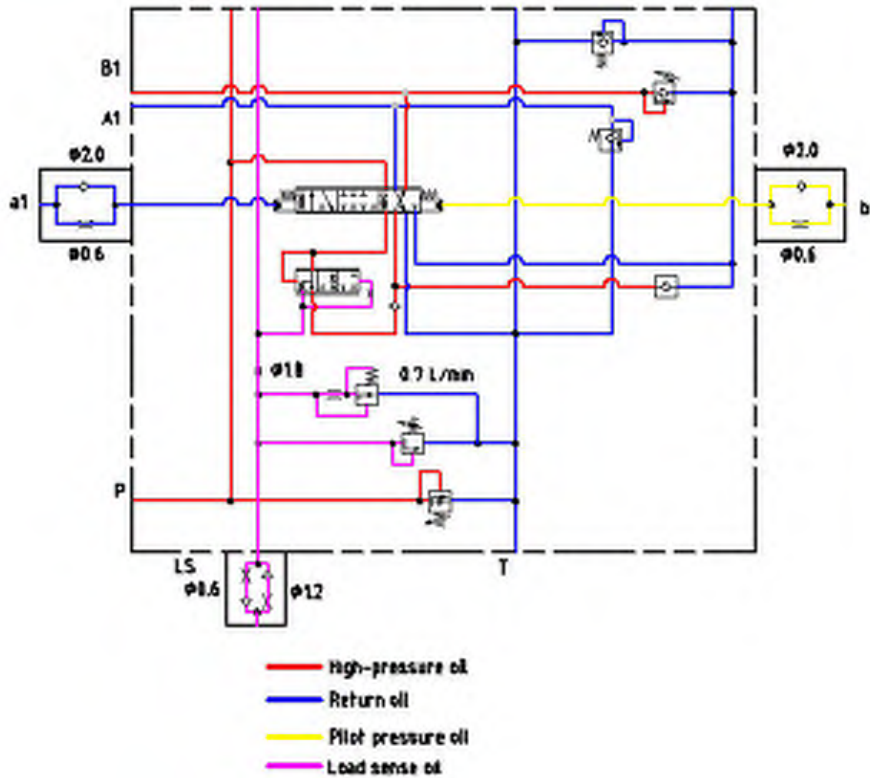 B1
A1
φ2.0
φ2.0
a1
φ0.6
φ0.6
φ1.0
0.7 L/min
P
LS
T
φ0.6
φ1.2
High-pressure oil
Return oil
Pilot pressure oil
Load sense oil